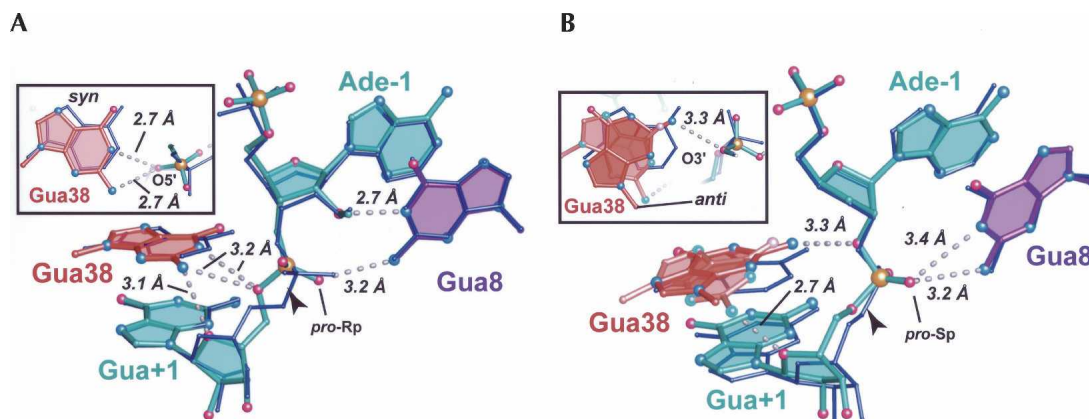 A
syn
2.7 Å
O5'
Gua38
2.7 Å
Ade-1
2.7 Å
Gua38
3.2 Å
3.1 Å
3.2 Å
Gua8
pro-Rp
Gua+1
B
3.3 Å
O3'
Gua38
anti
Ade-1
3.3 Å
3.4 Å
Gua8
2.7 Å
3.2 Å
Gua38
pro-Sp
Gua+1